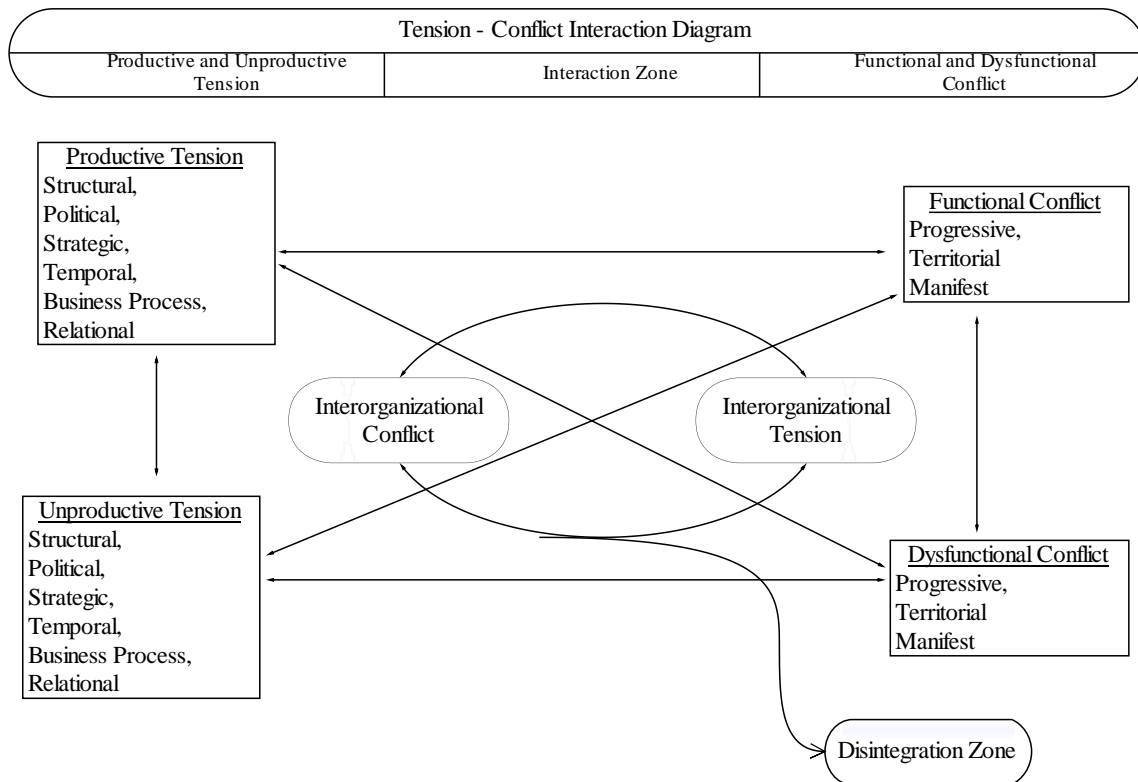 Tension - Conflict Interaction Diagram
Productive and Unproductive
Tension
Interaction Zone
Functional and Dysfunctional
Conflict
Productive Tension
Structural,
Political,
Strategic,
Temporal,
Business Process,
Relational
Functional Conflict
Progressive,
Territorial
Manifest
Interorganizational
Conflict
Interorganizational
Tension
Unproductive Tension
Structural,
Political,
Strategic,
Temporal,
Business Process,
Relational
Dysfunctional Conflict
Progressive,
Territorial
Manifest
Disintegration Zone